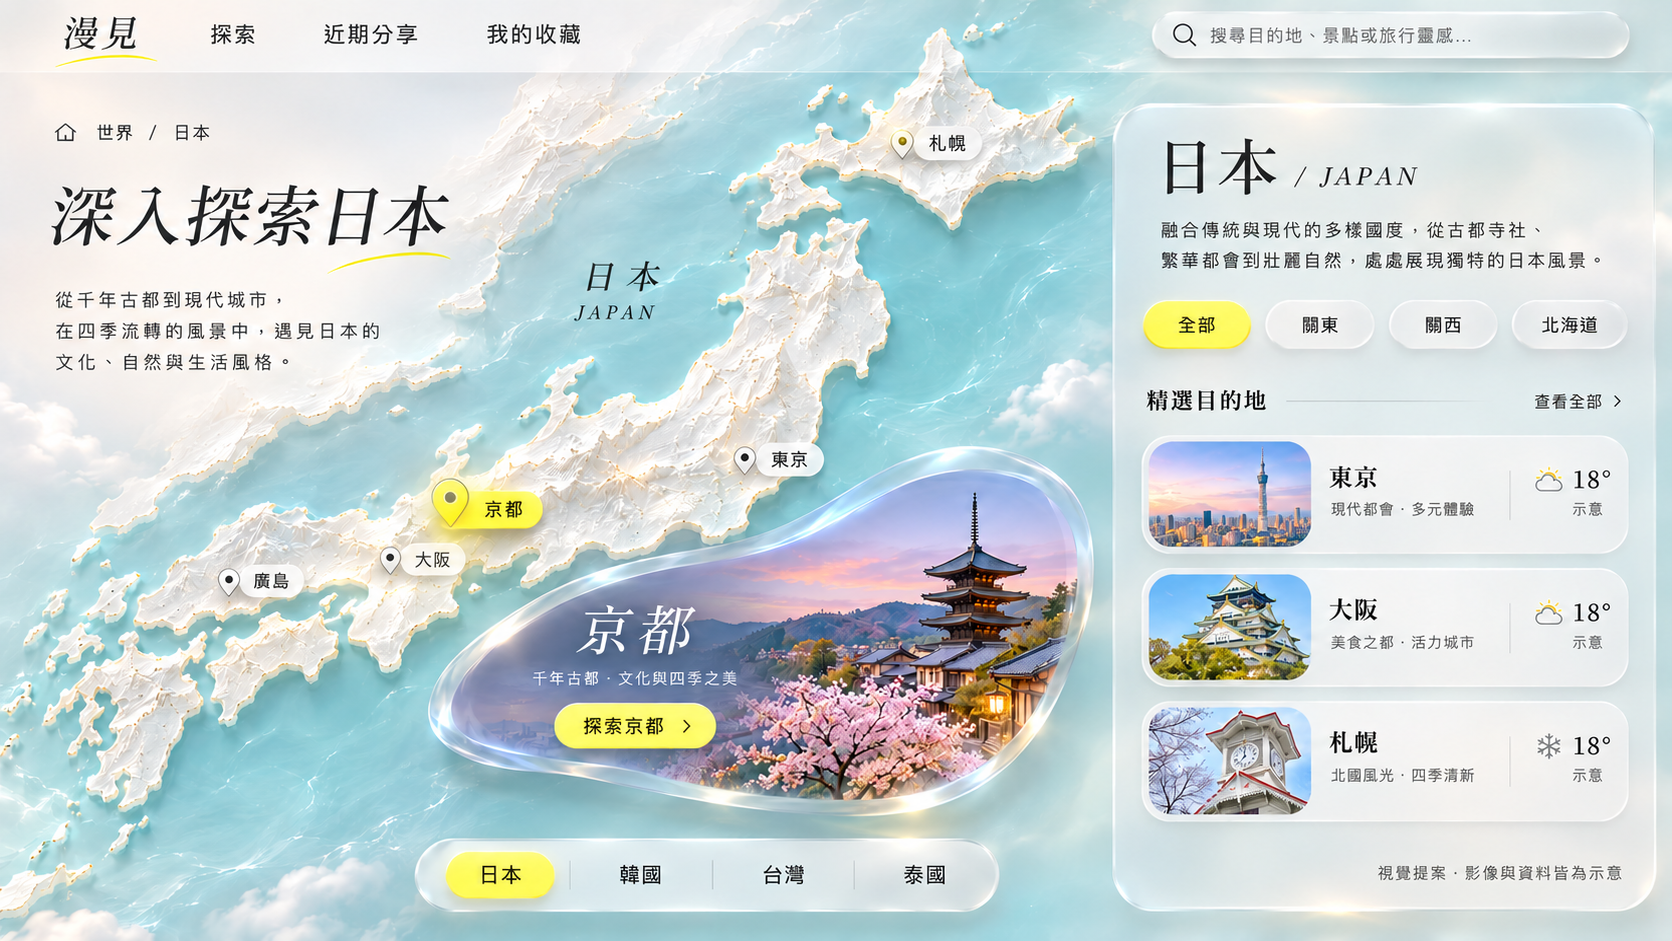 漫見
探索
近期分享
我的收藏
搜尋目的地、景點或旅行靈感...
世界 / 日本
深入探索日本
從千年古都到現代城市，
在四季流轉的風景中，遇見日本的
文化、自然與生活風格。
日本
JAPAN
札幌
東京
京都
大阪
廣島
京都
千年古都·文化與四季之美
探索京都 >
日本
韓國
台灣
泰國
日本 / JAPAN
融合傳統與現代的多樣國度，從古都寺社、
繁華都會到壯麗自然，處處展現獨特的日本風景。
全部
關東
關西
北海道
精選目的地
查看全部 >
東京
現代都會·多元體驗
18°
示意
大阪
美食之都·活力城市
18°
示意
札幌
北國風光·四季清新
18°
示意
視覺提案·影像與資料皆為示意